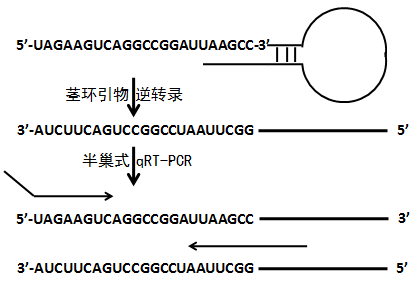 5’-UAGAAGUCAGGCCGGAUUAAGCC-3’
茎环引物 逆转录
3’-AUCUUCAGUCCGGCCUAAUUCGG 5’
半巢式 qRT-PCR
5’-UAGAAGUCAGGCCGGAUUAAGCC 3’
3’-AUCUUCAGUCCGGCCUAAUUCGG 5’